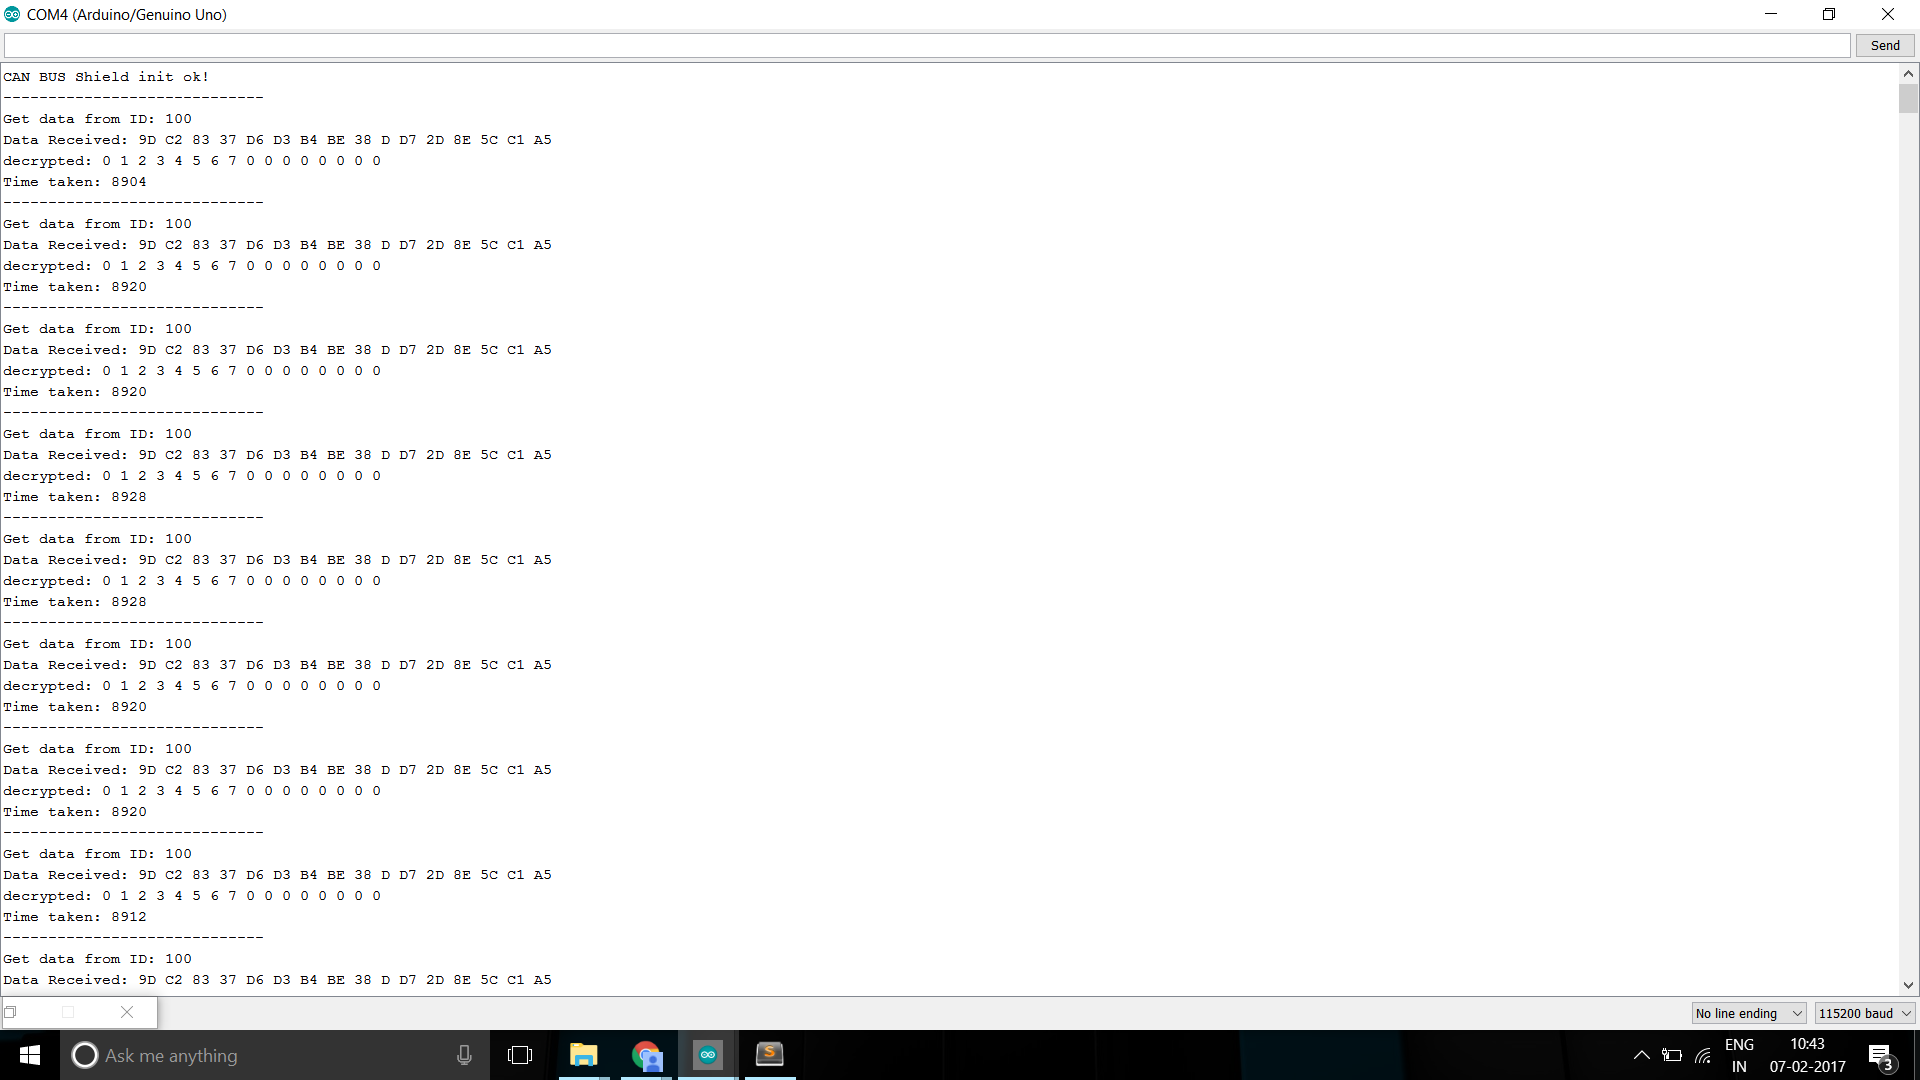 COM4 (Arduino/Genuino Uno)
Send
CAN BUS Shield init ok!
-----------------------------
Get data from ID: 100
Data Received: 9D C2 83 37 D6 D3 B4 BE 38 D D7 2D 8E 5C C1 A5
decrypted: 0 1 2 3 4 5 6 7 0 0 0 0 0 0 0 0
Time taken: 8904
-----------------------------
Get data from ID: 100
Data Received: 9D C2 83 37 D6 D3 B4 BE 38 D D7 2D 8E 5C C1 A5
decrypted: 0 1 2 3 4 5 6 7 0 0 0 0 0 0 0 0
Time taken: 8920
-----------------------------
Get data from ID: 100
Data Received: 9D C2 83 37 D6 D3 B4 BE 38 D D7 2D 8E 5C C1 A5
decrypted: 0 1 2 3 4 5 6 7 0 0 0 0 0 0 0 0
Time taken: 8920
-----------------------------
Get data from ID: 100
Data Received: 9D C2 83 37 D6 D3 B4 BE 38 D D7 2D 8E 5C C1 A5
decrypted: 0 1 2 3 4 5 6 7 0 0 0 0 0 0 0 0
Time taken: 8928
-----------------------------
Get data from ID: 100
Data Received: 9D C2 83 37 D6 D3 B4 BE 38 D D7 2D 8E 5C C1 A5
decrypted: 0 1 2 3 4 5 6 7 0 0 0 0 0 0 0 0
Time taken: 8928
-----------------------------
Get data from ID: 100
Data Received: 9D C2 83 37 D6 D3 B4 BE 38 D D7 2D 8E 5C C1 A5
decrypted: 0 1 2 3 4 5 6 7 0 0 0 0 0 0 0 0
Time taken: 8920
-----------------------------
Get data from ID: 100
Data Received: 9D C2 83 37 D6 D3 B4 BE 38 D D7 2D 8E 5C C1 A5
decrypted: 0 1 2 3 4 5 6 7 0 0 0 0 0 0 0 0
Time taken: 8920
-----------------------------
Get data from ID: 100
Data Received: 9D C2 83 37 D6 D3 B4 BE 38 D D7 2D 8E 5C C1 A5
decrypted: 0 1 2 3 4 5 6 7 0 0 0 0 0 0 0 0
Time taken: 8912
-----------------------------
Get data from ID: 100
Data Received: 9D C2 83 37 D6 D3 B4 BE 38 D D7 2D 8E 5C C1 A5
No line ending
115200 baud
Ask me anything
ENG
IN
10:43
07-02-2017
3